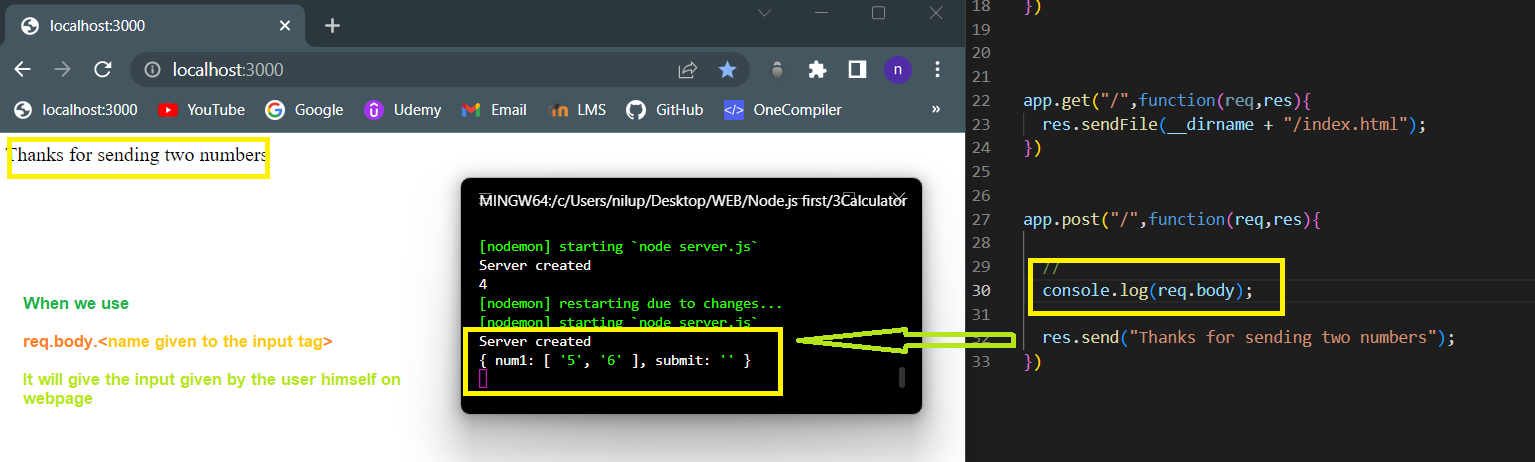 localhost:3000
localhost:3000
n
localhost:3000 YouTube Google Udemy Email LMS GitHub OneCompiler »
Thanks for sending two numbers
When we use
req.body.<name given to the input tag>
It will give the input given by the user himself on
webpage
MINGW64:/c/Users/nilup/Desktop/WEB/Node.js first/3Calculator
[nodemon] starting `node server.js`
Server created
4
[nodemon] restarting due to changes...
[nodemon] starting `node server.js`
Server created
{ num1: [ '5', '6' ], submit: '' }
18 })
19
20
21
22 app.get("/",function(req,res){
23 res.sendFile(__dirname + "/index.html");
24 })
25
26
27 app.post("/",function(req,res){
28
29 //
30 console.log(req.body);
31
32 res.send("Thanks for sending two numbers");
33 })